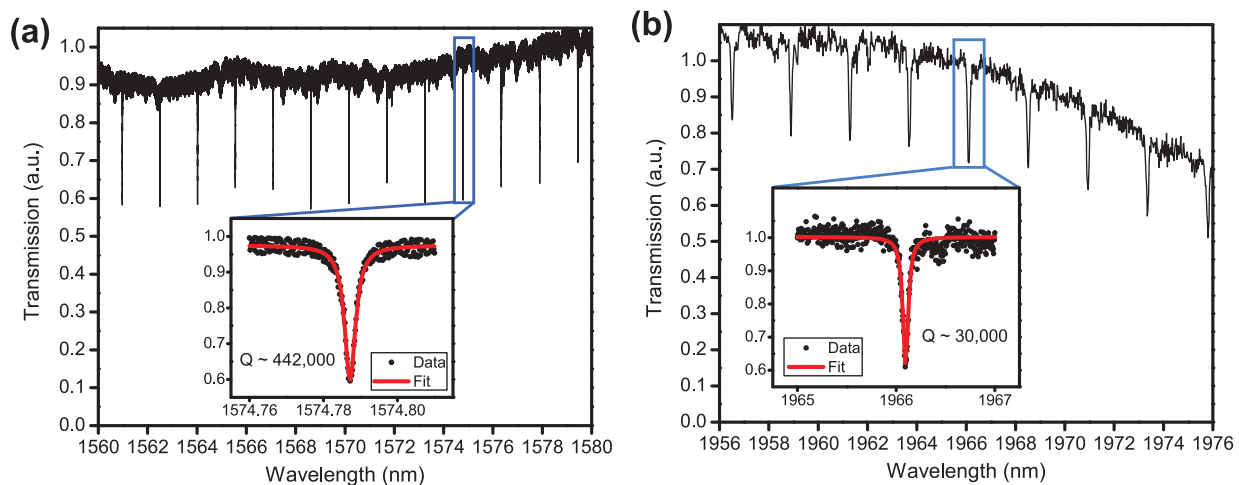 (a)
Transmission (a.u.)
1.0
0.9
0.8
0.7
0.6
0.5
0.4
0.3
0.2
0.1
0.0
1560 1562 1564 1566 1568 1570 1572 1574 1576 1578 1580
Wavelength (nm)
1.0
0.9
0.8
0.7
0.6
Q ~ 442,000
Data
Fit
1574.76 1574.78 1574.80
(b)
Transmission (a.u.)
1.0
0.9
0.8
0.7
0.6
0.5
0.4
0.3
0.2
0.1
0.0
1956 1958 1960 1962 1964 1966 1968 1970 1972 1974 1976
Wavelength (nm)
1.0
0.9
0.8
0.7
0.6
Q ~ 30,000
Data
Fit
1965 1966 1967